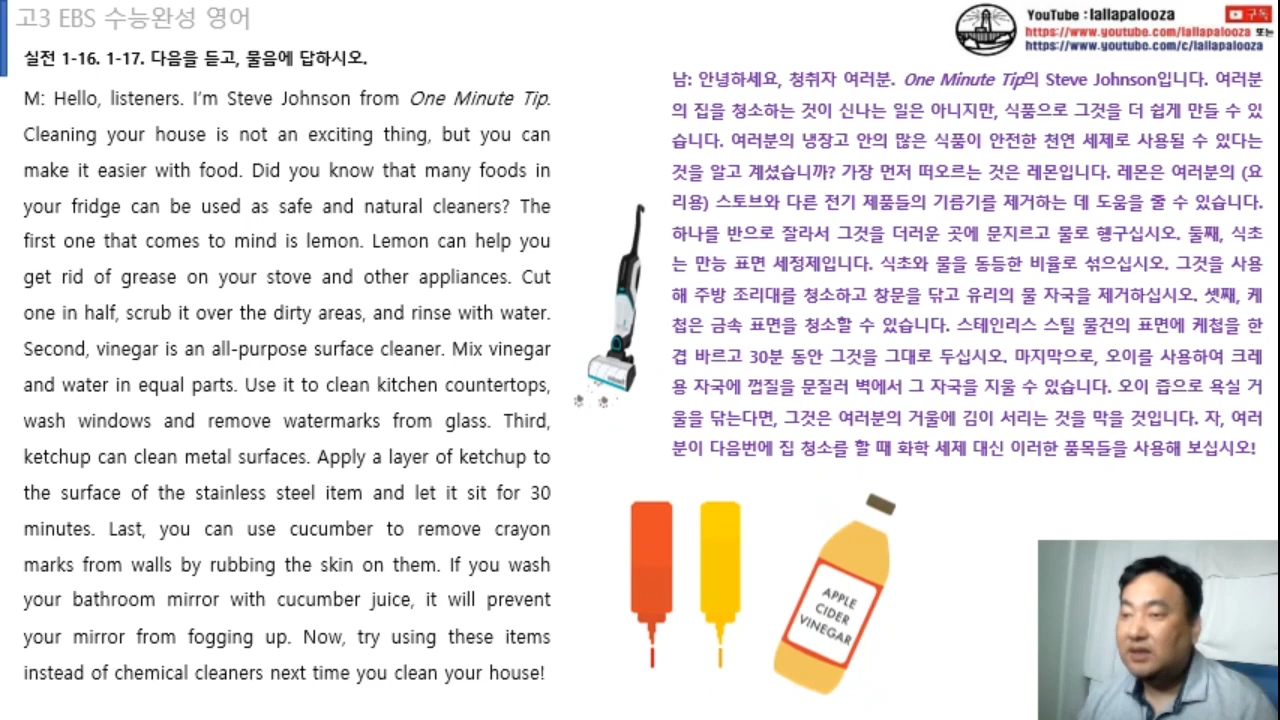 고3 EBS 수능완성 영어
YouTube : lallapalooza
구독
https://www.youtube.com/lallapalooza 또는
https://www.youtube.com/c/lallapalooza
실전 1-16. 1-17. 다음을 듣고, 물음에 답하시오.
M: Hello, listeners. I’m Steve Johnson from One Minute Tip.
Cleaning your house is not an exciting thing, but you can
make it easier with food. Did you know that many foods in
your fridge can be used as safe and natural cleaners? The
first one that comes to mind is lemon. Lemon can help you
get rid of grease on your stove and other appliances. Cut
one in half, scrub it over the dirty areas, and rinse with water.
Second, vinegar is an all-purpose surface cleaner. Mix vinegar
and water in equal parts. Use it to clean kitchen countertops,
wash windows and remove watermarks from glass. Third,
ketchup can clean metal surfaces. Apply a layer of ketchup to
the surface of the stainless steel item and let it sit for 30
minutes. Last, you can use cucumber to remove crayon
marks from walls by rubbing the skin on them. If you wash
your bathroom mirror with cucumber juice, it will prevent
your mirror from fogging up. Now, try using these items
instead of chemical cleaners next time you clean your house!
남: 안녕하세요, 청취자 여러분. One Minute Tip의 Steve Johnson입니다. 여러분
의 집을 청소하는 것이 신나는 일은 아니지만, 식품으로 그것을 더 쉽게 만들 수 있
습니다. 여러분의 냉장고 안의 많은 식품이 안전한 천연 세제로 사용될 수 있다는
것을 알고 계셨습니까? 가장 먼저 떠오르는 것은 레몬입니다. 레몬은 여러분의 (요
리용) 스토브와 다른 전기 제품들의 기름기를 제거하는 데 도움을 줄 수 있습니다.
하나를 반으로 잘라서 그것을 더러운 곳에 문지르고 물로 헹구십시오. 둘째, 식초
는 만능 표면 세정제입니다. 식초와 물을 동등한 비율로 섞으십시오. 그것을 사용
해 주방 조리대를 청소하고 창문을 닦고 유리의 물 자국을 제거하십시오. 셋째, 케
첩은 금속 표면을 청소할 수 있습니다. 스테인리스 스틸 물건의 표면에 케첩을 한
겹 바르고 30분 동안 그것을 그대로 두십시오. 마지막으로, 오이를 사용하여 크레
용 자국에 껍질을 문질러 벽에서 그 자국을 지울 수 있습니다. 오이 즙으로 욕실 거
울을 닦는다면, 그것은 여러분의 거울에 김이 서리는 것을 막을 것입니다. 자, 여러
분이 다음번에 집 청소를 할 때 화학 세제 대신 이러한 품목들을 사용해 보십시오!
APPLE
CIDER
VINEGAR